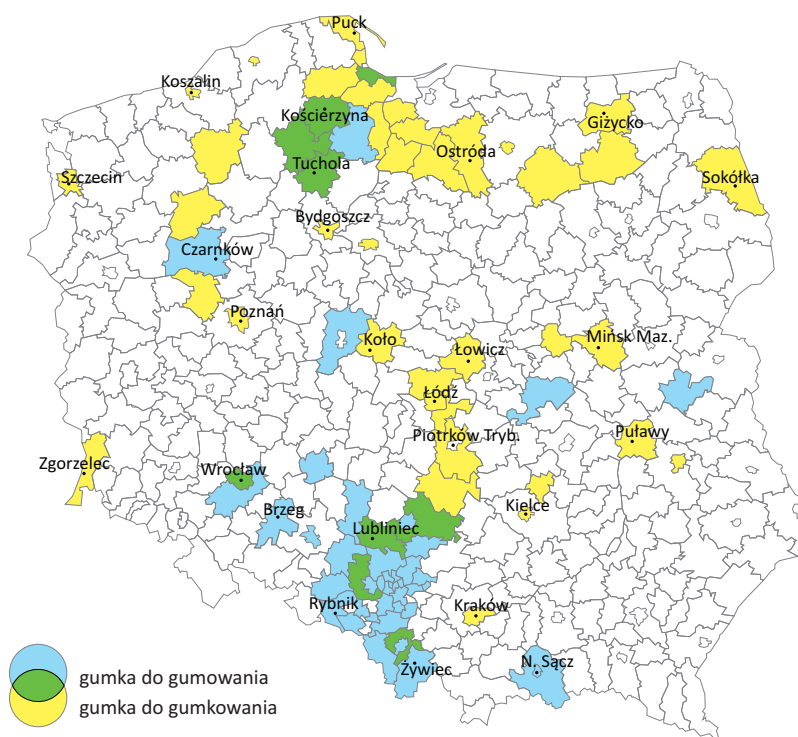 Puck
Koszalin
Kościerzyna
Giżycko
Ostróda
Tuchola
Szczecin
Sokółka
Bydgoszcz
Czarnków
Poznań
Koło
Mińsk Maz.
Łowicz
Łódź
Piotrków Tryb.
Puławy
Zgorzelec
Wrocław
Kielce
Brzeg
Lubliniec
Rybnik
Kraków
Żywiec
N. Sącz
gumka do gumowania
gumka do gumkowania